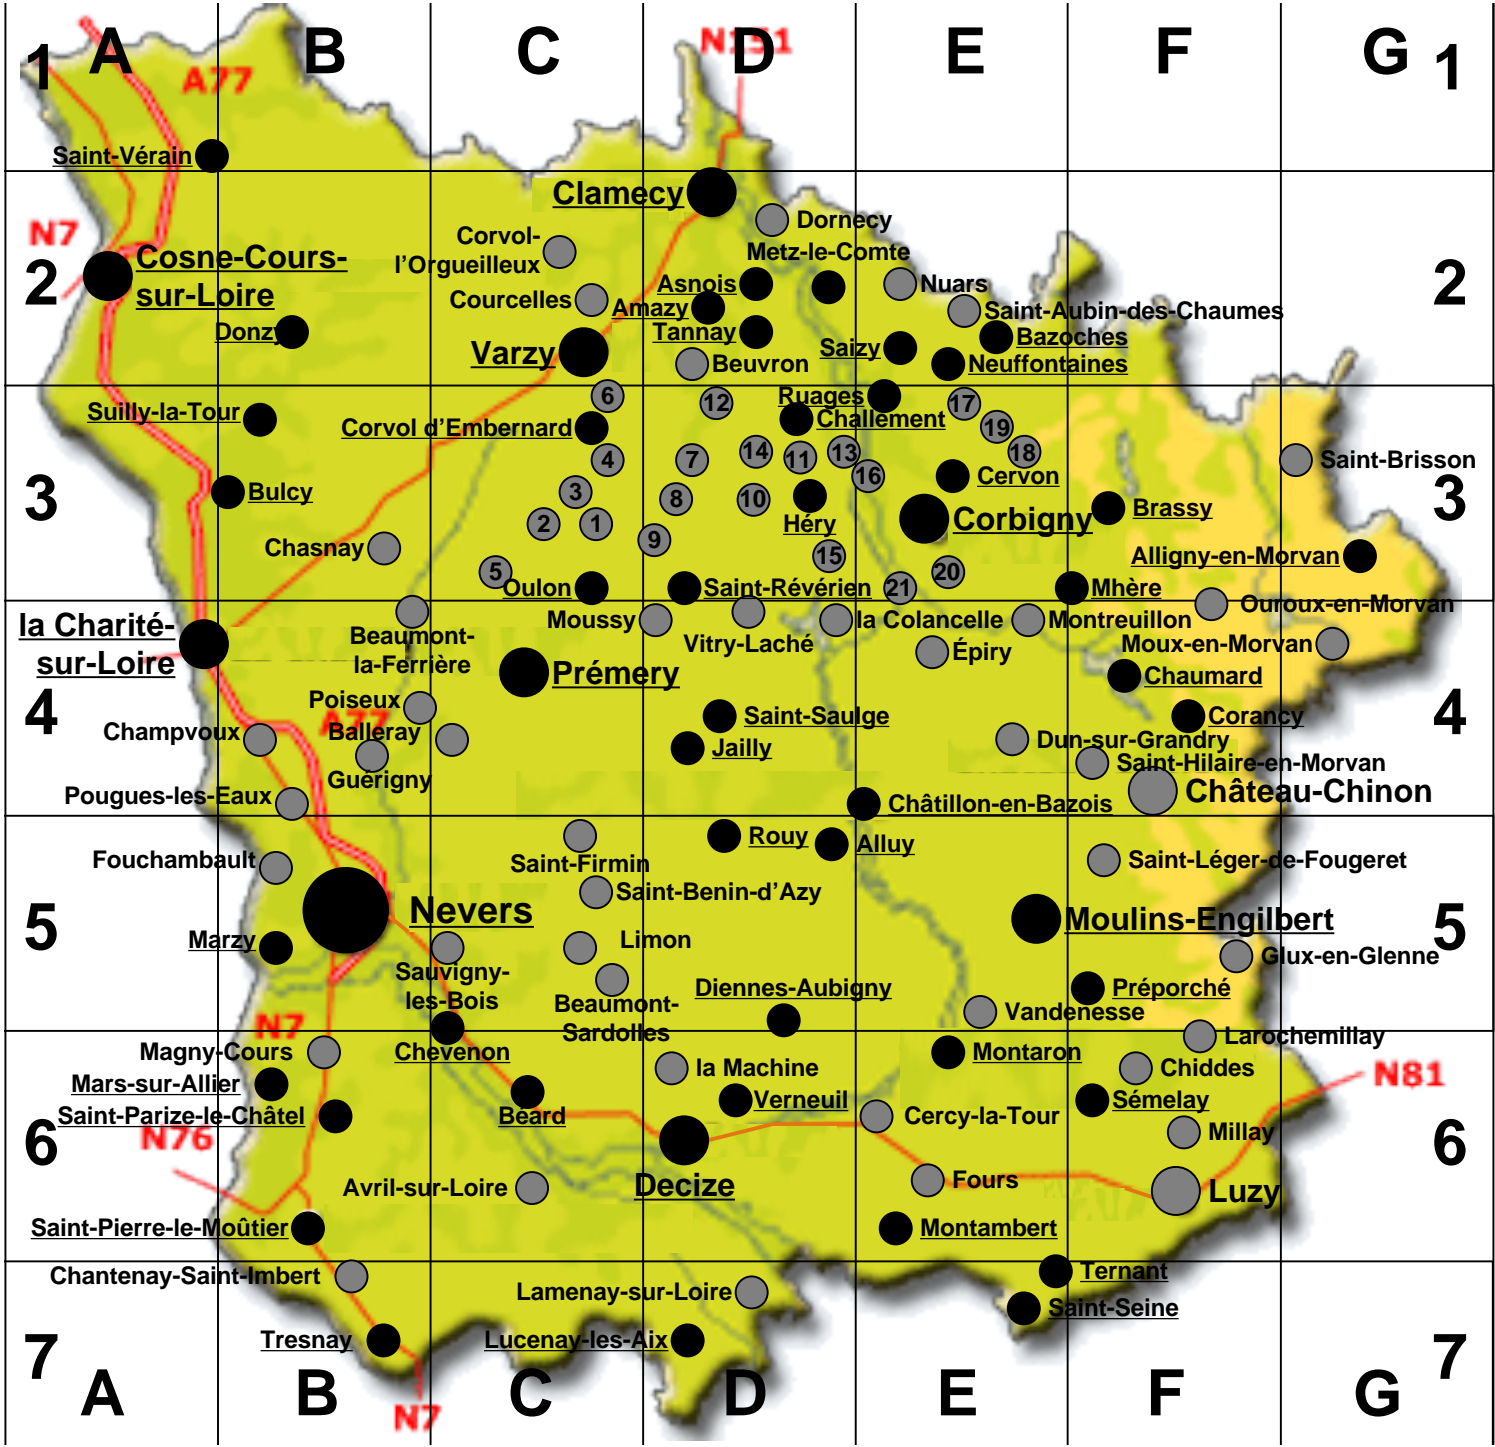 A
B
C
D
E
F
G
1
1
N151
A77
Saint-Vérain
Clamecy
Dornecy
N7
Corvol-
l'Orgueilleux
Metz-le-Comte
Cosne-Cours-
sur-Loire
2
2
Asnois
Nuars
Courcelles
Amazy
Saint-Aubin-des-Chaumes
Donzy
Tannay
Bazoches
Varzy
Saizy
Beuvron
Neuffontaines
Suilly-la-Tour
6
12
Ruages
17
Corvol d'Embernard
Challement
19
4
7
14
11
13
18
Saint-Brisson
Bulcy
3
8
10
16
Cervon
3
3
2
1
Héry
Corbigny
Brassy
Chasnay
9
15
Alligny-en-Morvan
5
Oulon
Saint-Révérien
21
20
Mhère
Ouroux-en-Morvan
la Charité-
sur-Loire
Beaumont-
la-Ferrière
Moussy
Vitry-Laché
la Colancelle
Montreuillon
Épiry
Moux-en-Morvan
Prémery
Chaumard
4
4
Poiseux
A77
Saint-Saulge
Corancy
Champvoux
Balleray
Jailly
Dun-sur-Grandry
Guérigny
Saint-Hilaire-en-Morvan
Pougues-les-Eaux
Châtillon-en-Bazois
Château-Chinon
Rouy
Alluy
Fouchambault
Saint-Firmin
Saint-Léger-de-Fougeret
Saint-Benin-d'Azy
5
5
Nevers
Moulins-Engilbert
Marzy
Limon
Glux-en-Glenne
Sauvigny-
les-Bois
Diennes-Aubigny
Préporché
Beaumont-
Sardolles
Vandenesse
N7
Magny-Cours
Chevenon
Montaron
Larochemillay
la Machine
Chiddes
N81
Mars-sur-Allier
Verneuil
Sémelay
Saint-Parize-le-Châtel
Béard
Cercy-la-Tour
6
6
N76
Millay
Avril-sur-Loire
Decize
Fours
Luzy
Saint-Pierre-le-Moûtier
Montambert
Chantenay-Saint-Imbert
Lamenay-sur-Loire
Ternant
Saint-Seine
Tresnay
Lucenay-les-Aix
7
7
A
B
C
D
E
F
G
N7